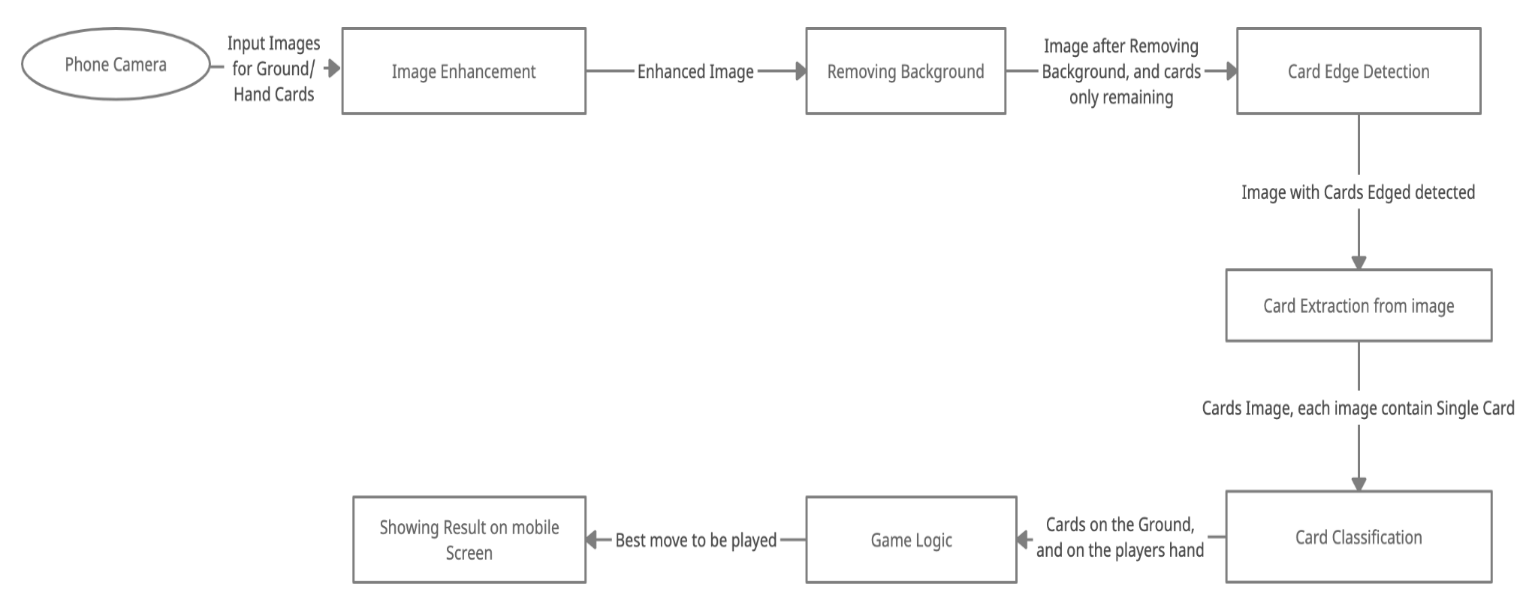 Phone Camera
Input Images
for Ground/
Hand Cards
Image Enhancement
Enhanced Image
Removing Background
Image after Removing
Background, and cards
only remaining
Card Edge Detection
Image with Cards Edged detected
Card Extraction from image
Cards Image, each image contain Single Card
Card Classification
Cards on the Ground,
and on the players hand
Game Logic
Best move to be played
Showing Result on mobile
Screen